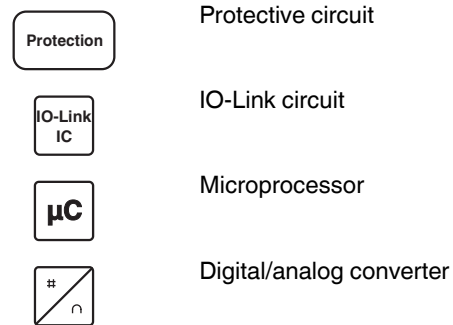 Protection
Protective circuit
IO-Link
IC
IO-Link circuit
µC
Microprocessor
#
∩
Digital/analog converter